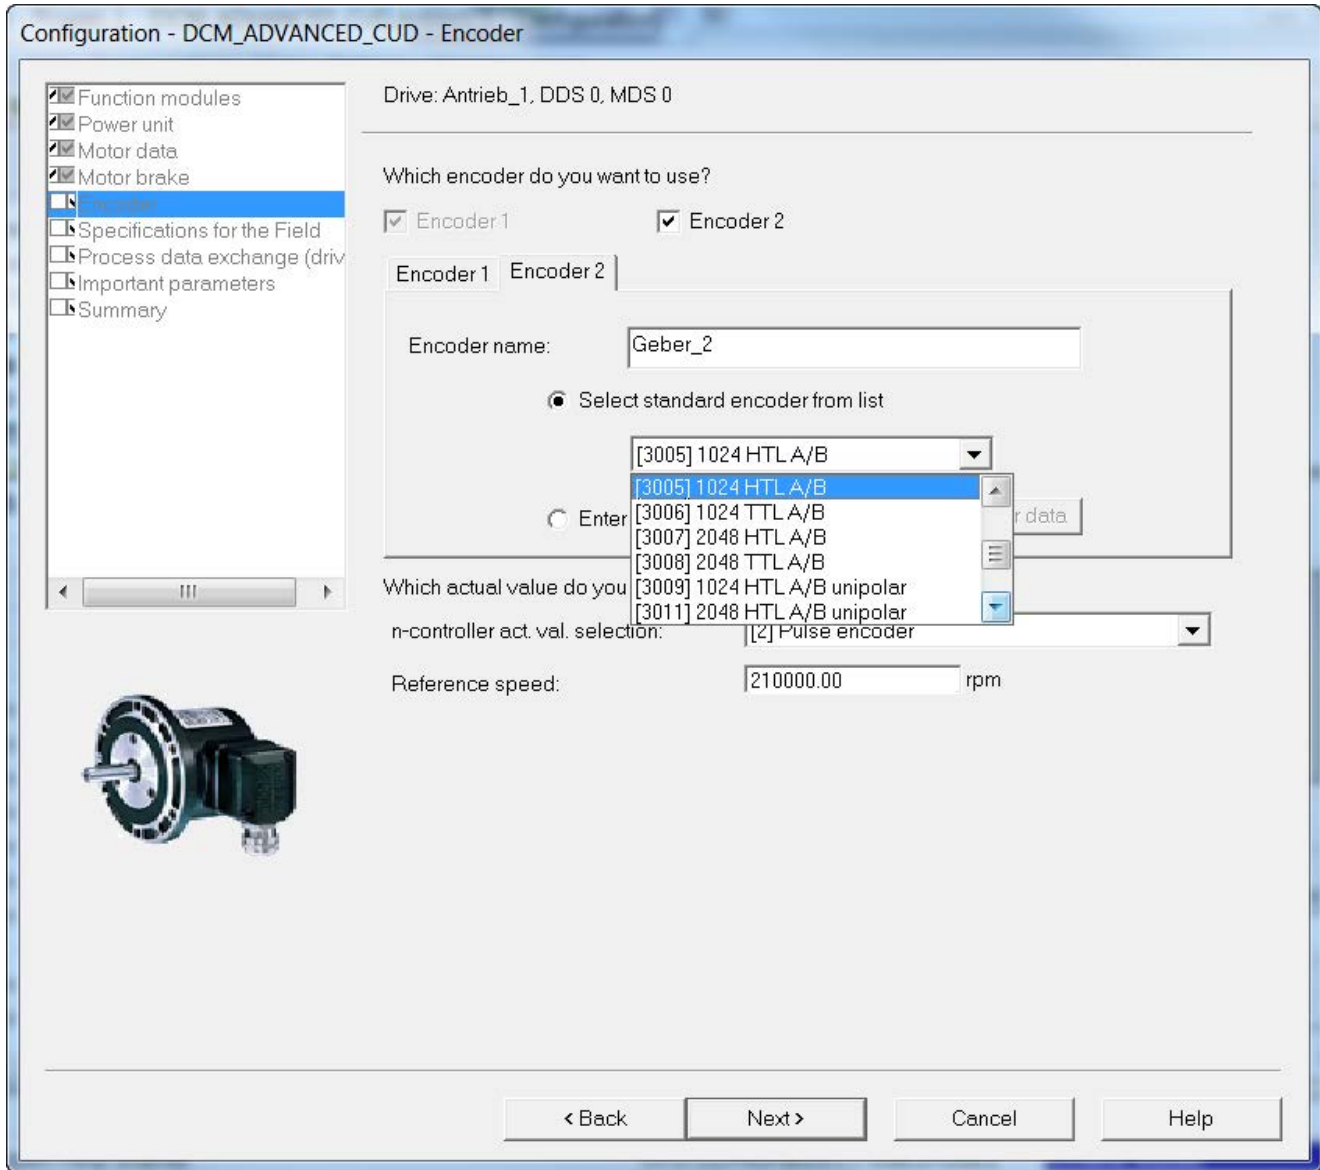 Configuration - DCM_ADVANCED_CUD - Encoder
Function modules
Power unit
Motor data
Motor brake
Encoder
Specifications for the Field
Process data exchange (driv
Important parameters
Summary
Drive: Antrieb_1, DDS 0, MDS 0
Which encoder do you want to use?
Encoder 1 Encoder 2
Encoder 1 Encoder 2
Encoder name: Geber_2
Select standard encoder from list
[3005] 1024 HTL A/B
[3005] 1024 HTL A/B
[3006] 1024 TTL A/B
Enter r data
[3007] 2048 HTL A/B
[3008] 2048 TTL A/B
Which actual value do you [3009] 1024 HTL A/B unipolar
[3011] 2048 HTL A/B unipolar
n-controller act. val. selection: [2] Pulse encoder
Reference speed: 210000.00 rpm
< Back Next > Cancel Help